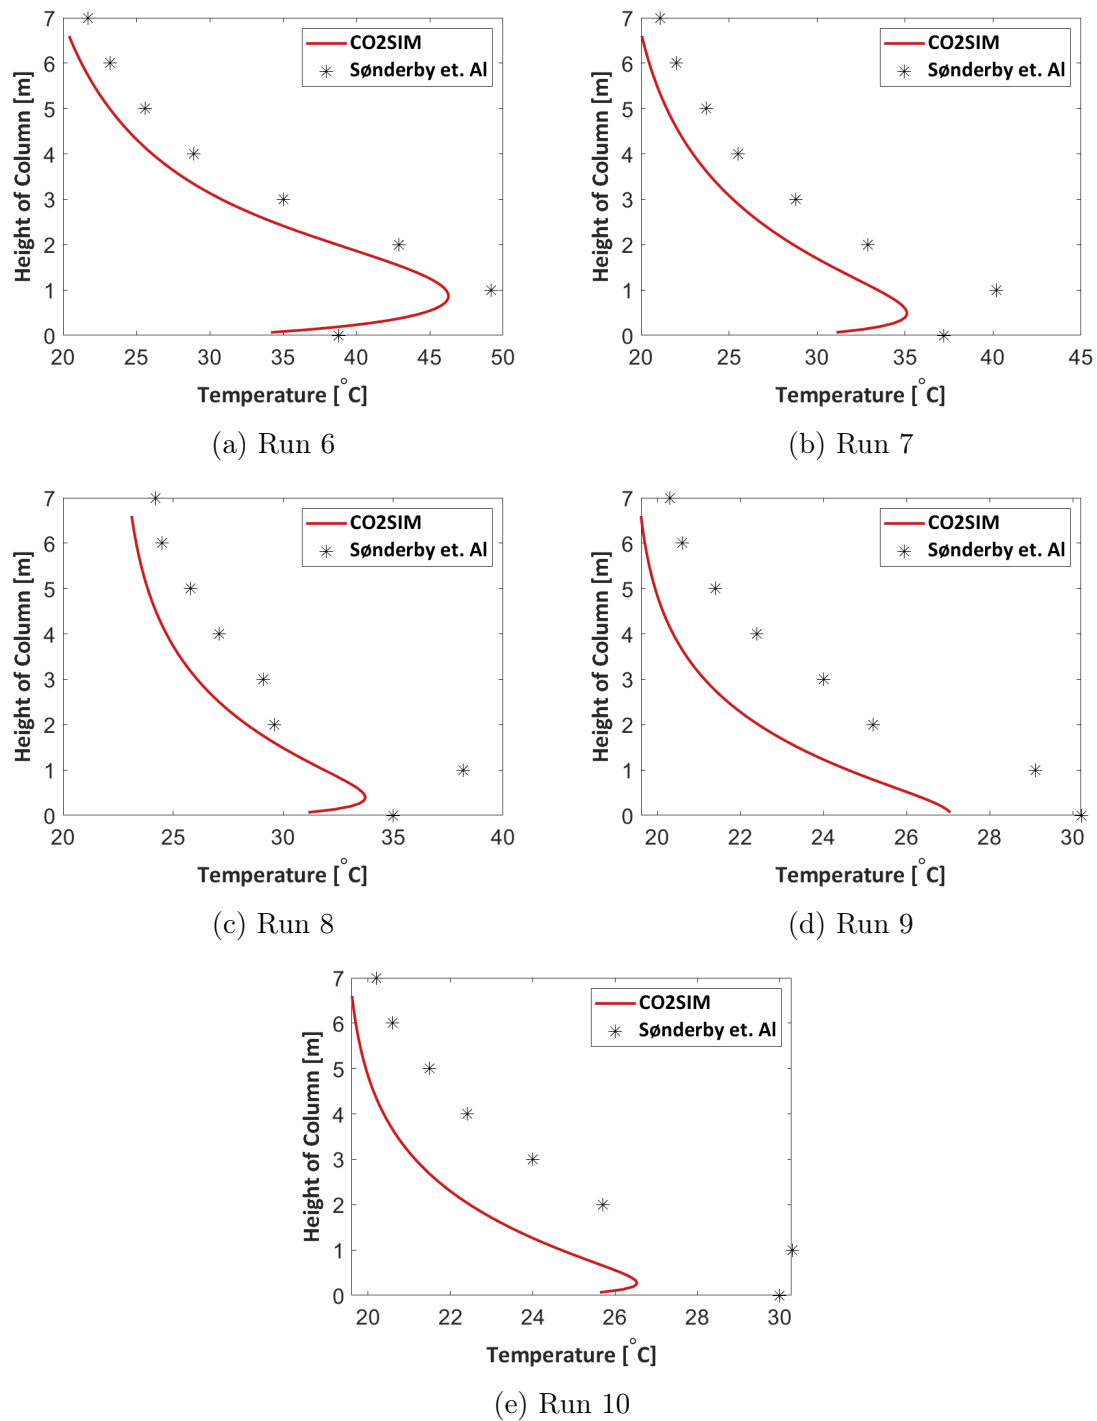 7
6
5
4
3
2
1
0
Height of Column [m]
CO2SIM
Sønderby et. Al
20 25 30 35 40 45 50
Temperature [°C]
(a) Run 6
7
6
5
4
3
2
1
0
Height of Column [m]
CO2SIM
Sønderby et. Al
20 25 30 35 40 45
Temperature [°C]
(b) Run 7
7
6
5
4
3
2
1
0
Height of Column [m]
CO2SIM
Sønderby et. Al
20 25 30 35 40
Temperature [°C]
(c) Run 8
7
6
5
4
3
2
1
0
Height of Column [m]
CO2SIM
Sønderby et. Al
20 22 24 26 28 30
Temperature [°C]
(d) Run 9
7
6
5
4
3
2
1
0
Height of Column [m]
CO2SIM
Sønderby et. Al
20 22 24 26 28 30
Temperature [°C]
(e) Run 10